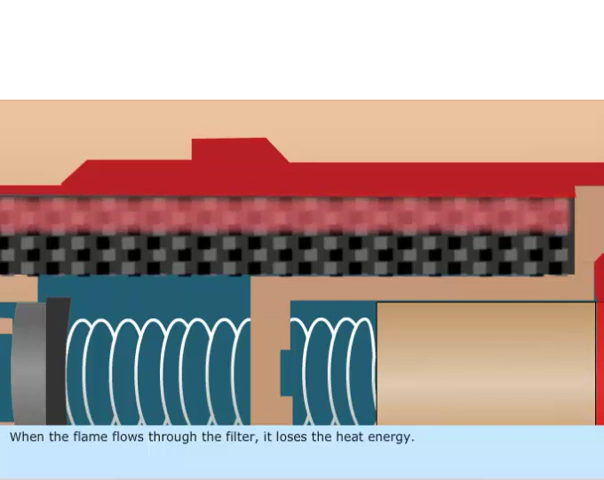 When the flame flows through the filter, it loses the heat energy.